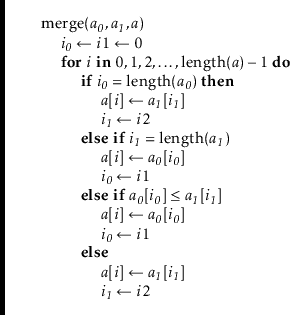 merge(a₀,a₁,a)
i₀ ← i1 ← 0
for i in 0,1,2,...,length(a) − 1 do
if i₀ = length(a₀) then
a[i] ← a₁[i₁]
i₁ ← i2
else if i₁ = length(a₁)
a[i] ← a₀[i₀]
i₀ ← i1
else if a₀[i₀] ≤ a₁[i₁]
a[i] ← a₀[i₀]
i₀ ← i1
else
a[i] ← a₁[i₁]
i₁ ← i2